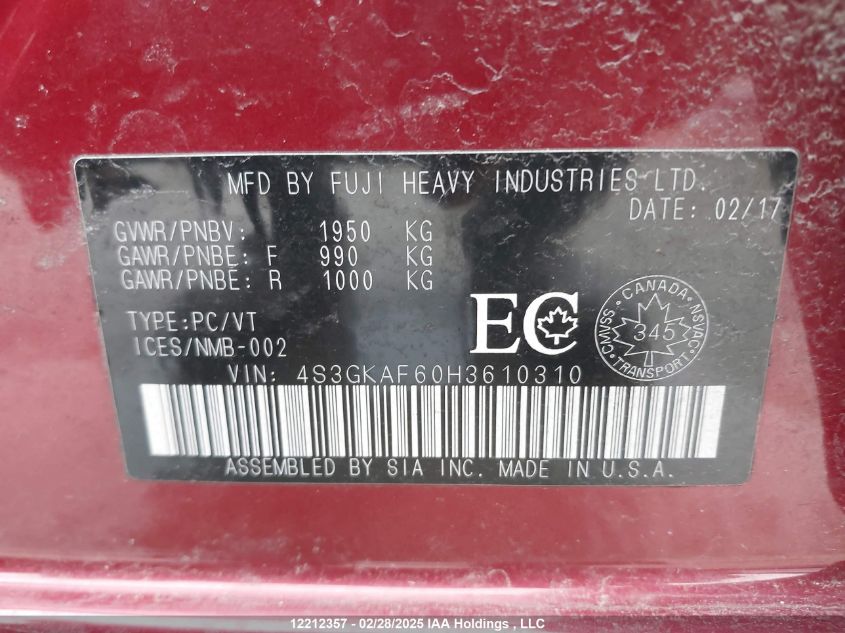 MFD BY FUJI HEAVY INDUSTRIES LTD.
DATE: 02/17
GVWR/PNBV: 1950 KG
GAWR/PNBE: F 990 KG
GAWR/PNBE: R 1000 KG
TYPE:PC/VT
ICES/NMB-002
EC
CANADA
CMVSS 345 NSVAC
TRANSPORT
VIN: 4S3GKAF60H3610310
ASSEMBLED BY SIA INC. MADE IN U.S.A.
12212357 - 02/28/2025 IAA Holdings , LLC